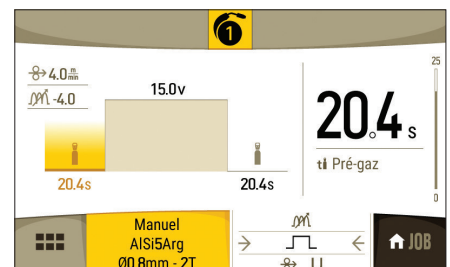 1
4.0 m/min
-4.0
15.0v
20.4s
20.4s
25
20.4 s
Pré-gaz
0
Manuel
AlSi5Arg
Ø0.8mm - 2T
JOB